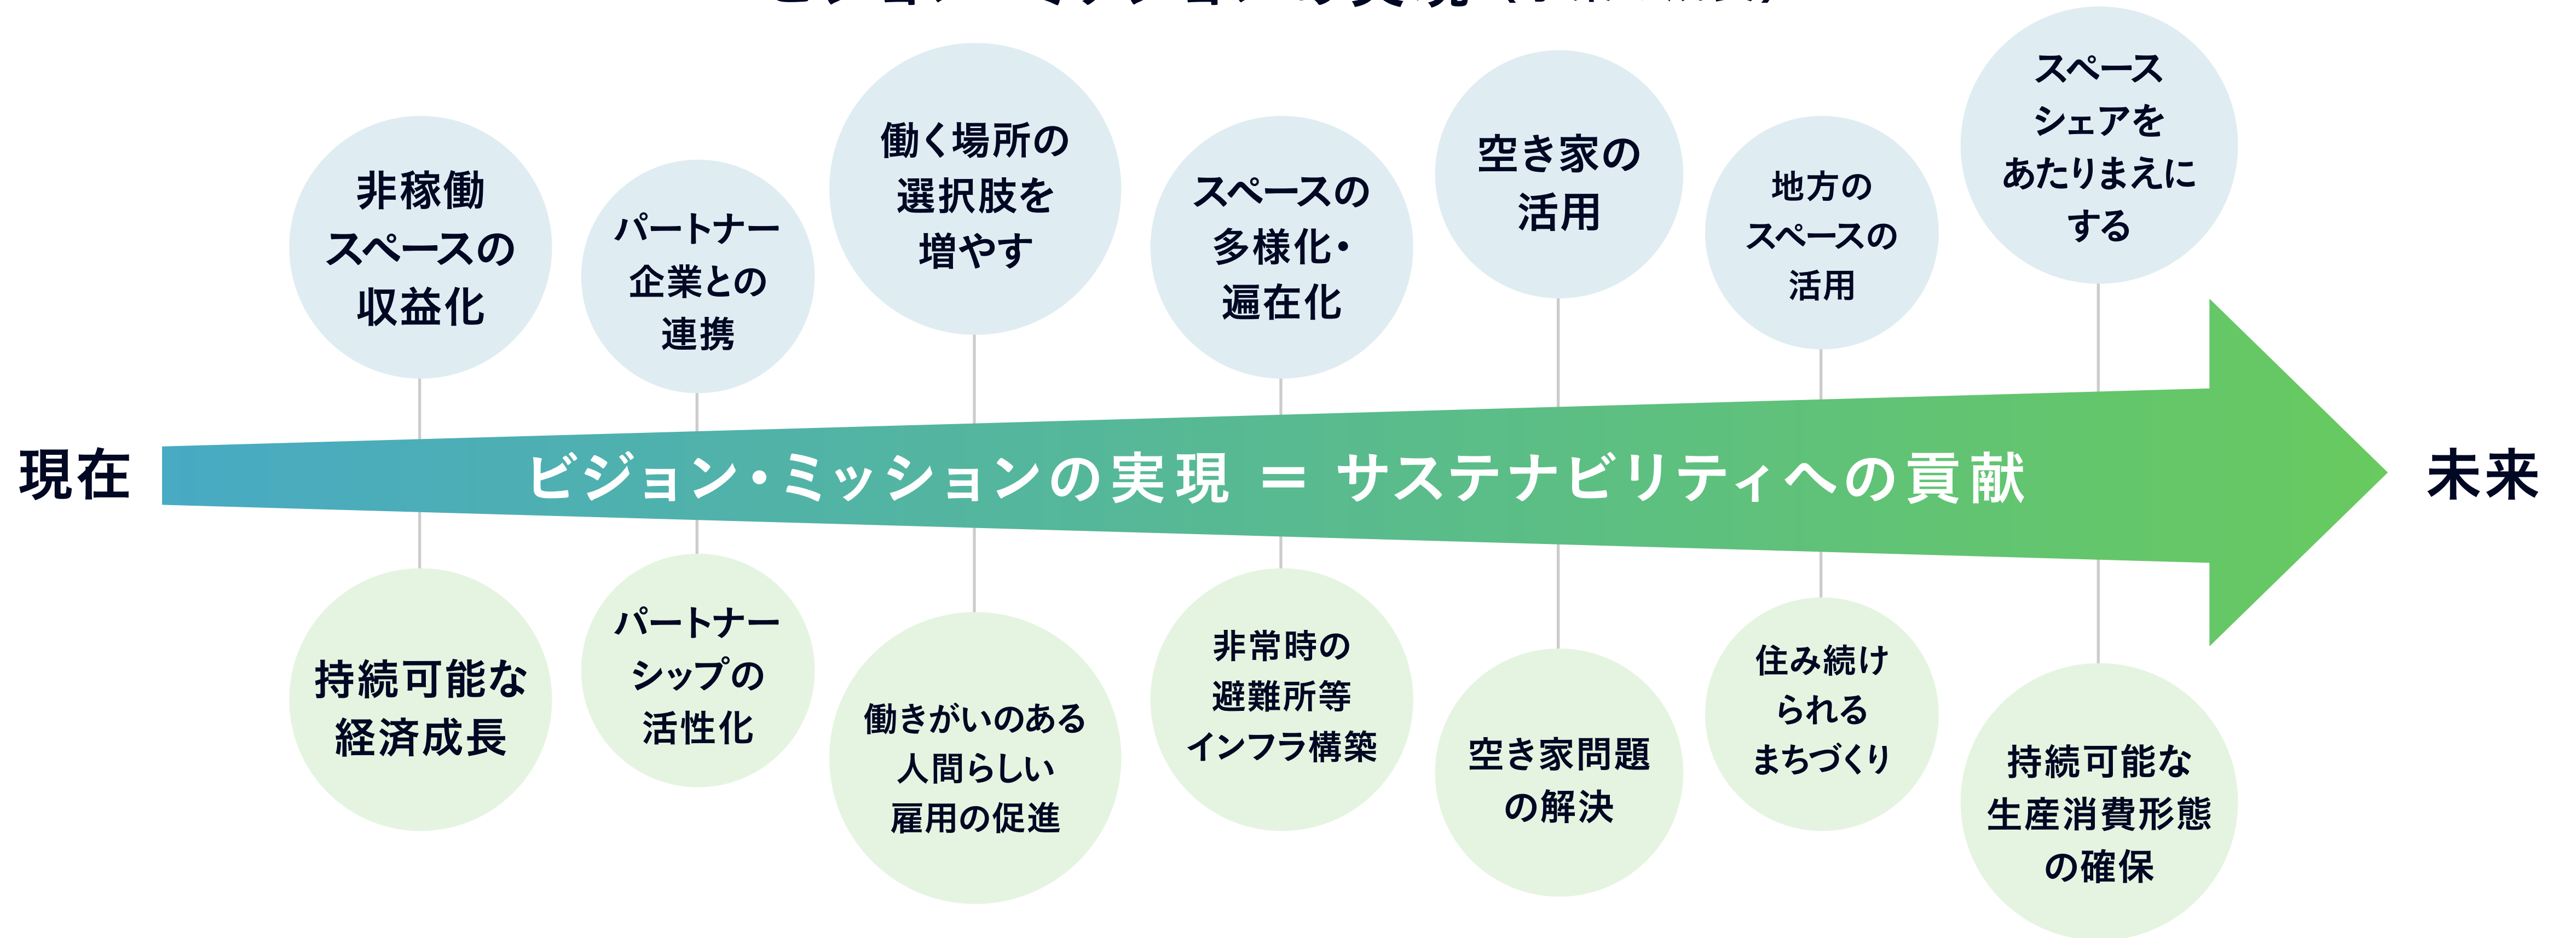 非稼働
スペースの
収益化
パートナー
企業との
連携
働く場所の
選択肢を
増やす
スペースの
多様化・
遍在化
空き家の
活用
地方の
スペースの
活用
スペース
シェアを
あたりまえに
する
現在
ビジョン・ミッションの実現 = サステナビリティへの貢献
未来
持続可能な
経済成長
パートナー
シップの
活性化
働きがいのある
人間らしい
雇用の促進
非常時の
避難所等
インフラ構築
空き家問題
の解決
住み続け
られる
まちづくり
持続可能な
生産消費形態
の確保